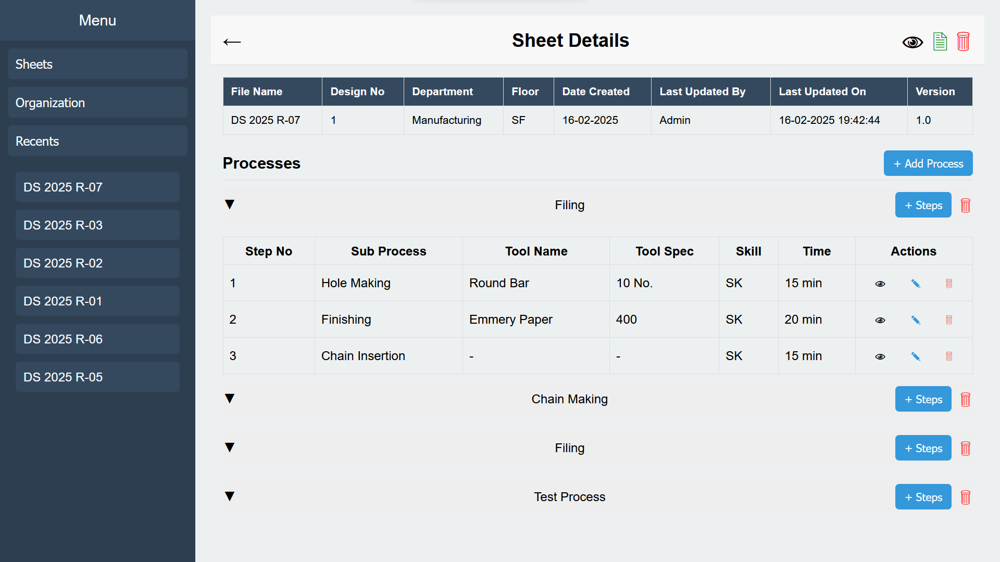 Menu
Sheets
Organization
Recents
DS 2025 R-07
DS 2025 R-03
DS 2025 R-02
DS 2025 R-01
DS 2025 R-06
DS 2025 R-05
Sheet Details
File Name Design No Department Floor Date Created Last Updated By Last Updated On Version
DS 2025 R-07 1 Manufacturing SF 16-02-2025 Admin 16-02-2025 19:42:44 1.0
Processes + Add Process
Filing + Steps
Step No Sub Process Tool Name Tool Spec Skill Time Actions
1 Hole Making Round Bar 10 No. SK 15 min
2 Finishing Emmery Paper 400 SK 20 min
3 Chain Insertion - - SK 15 min
Chain Making + Steps
Filing + Steps
Test Process + Steps